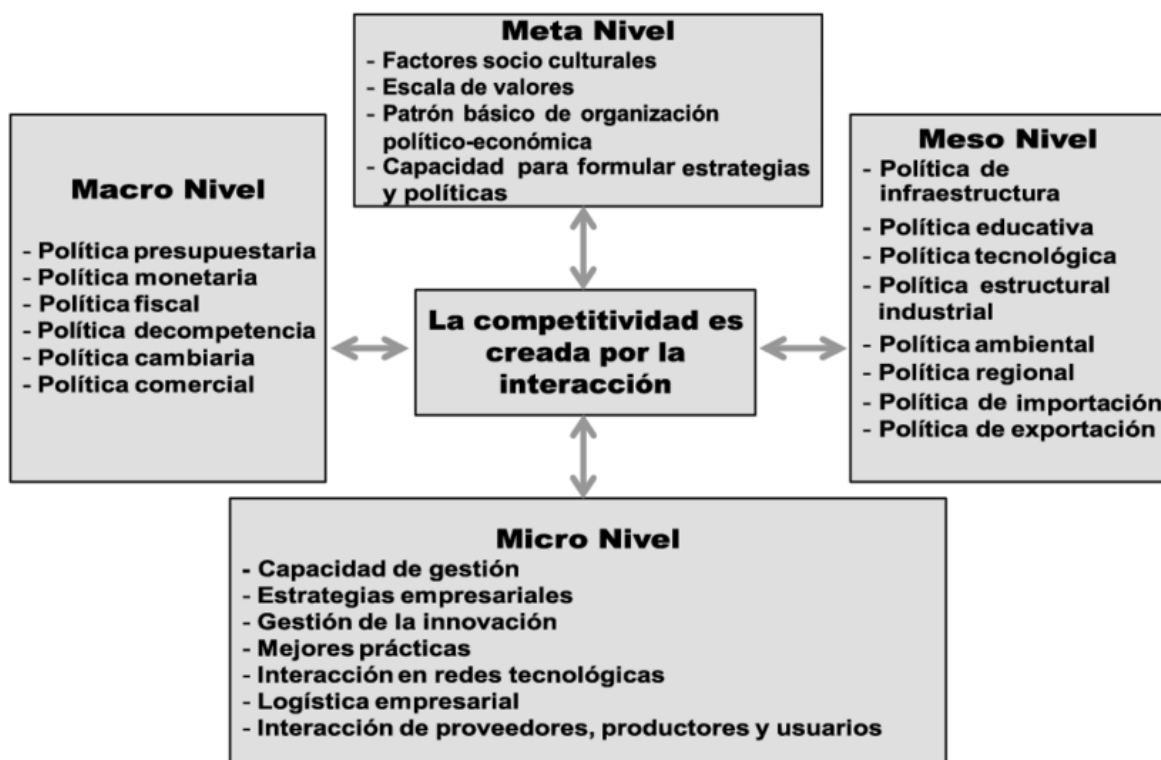 Meta Nivel
- Factores socio culturales
- Escala de valores
- Patrón básico de organización
político-económica
- Capacidad para formular estrategias
y políticas
Macro Nivel
- Política presupuestaria
- Política monetaria
- Política fiscal
- Política decompetencia
- Política cambiaria
- Política comercial
La competitividad es
creada por la
interacción
Meso Nivel
- Política de
infraestructura
- Política educativa
- Política tecnológica
- Política estructural
industrial
- Política ambiental
- Política regional
- Política de importación
- Política de exportación
Micro Nivel
- Capacidad de gestión
- Estrategias empresariales
- Gestión de la innovación
- Mejores prácticas
- Interacción en redes tecnológicas
- Logística empresarial
- Interacción de proveedores, productores y usuarios